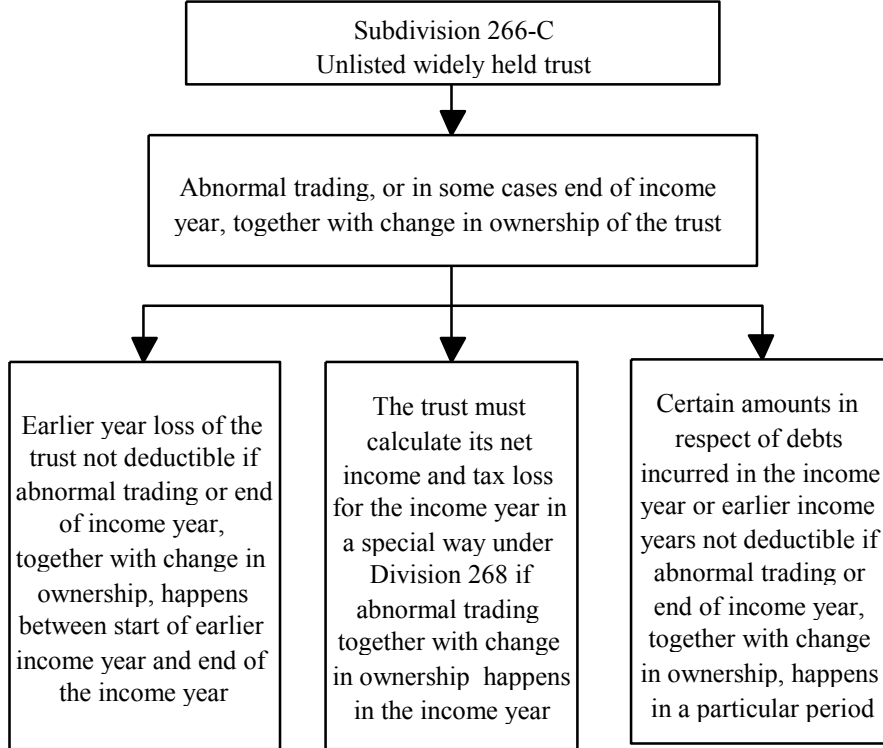 Subdivision 266-C
Unlisted widely held trust
Abnormal trading, or in some cases end of income
year, together with change in ownership of the trust
Earlier year loss of the
trust not deductible if
abnormal trading or end
of income year,
together with change in
ownership, happens
between start of earlier
income year and end of
the income year
The trust must
calculate its net
income and tax loss
for the income year in
a special way under
Division 268 if
abnormal trading
together with change
in ownership happens
in the income year
Certain amounts in
respect of debts
incurred in the income
year or earlier income
years not deductible if
abnormal trading or
end of income year,
together with change
in ownership, happens
in a particular period